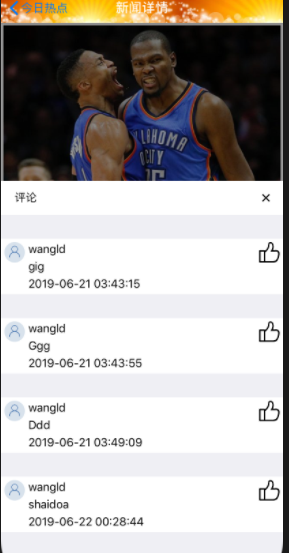 今日热点 新闻详情
OKLAHOMA
CITY
35
评论 ×
wangld
gig
2019-06-21 03:43:15
wangld
Ggg
2019-06-21 03:43:55
wangld
Ddd
2019-06-21 03:49:09
wangld
shaidoa
2019-06-22 00:28:44